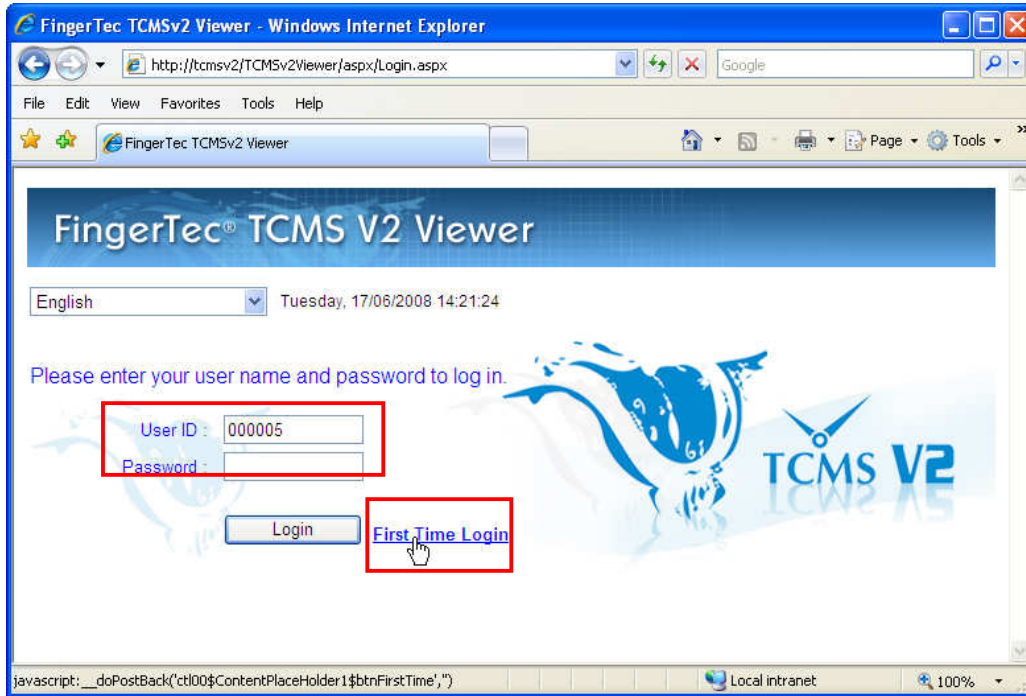 FingerTec TCMSv2 Viewer - Windows Internet Explorer
http://tcmsv2/TCMSv2Viewer/aspx/Login.aspx
Google
File Edit View Favorites Tools Help
FingerTec TCMSv2 Viewer
Page Tools »
FingerTec® TCMS V2 Viewer
English Tuesday, 17/06/2008 14:21:24
Please enter your user name and password to log in.
User ID : 000005
Password :
TCMS V2
Login First Time Login
javascript:__doPostBack('ctl00$ContentPlaceHolder1$btnFirstTime','') Local intranet 100%